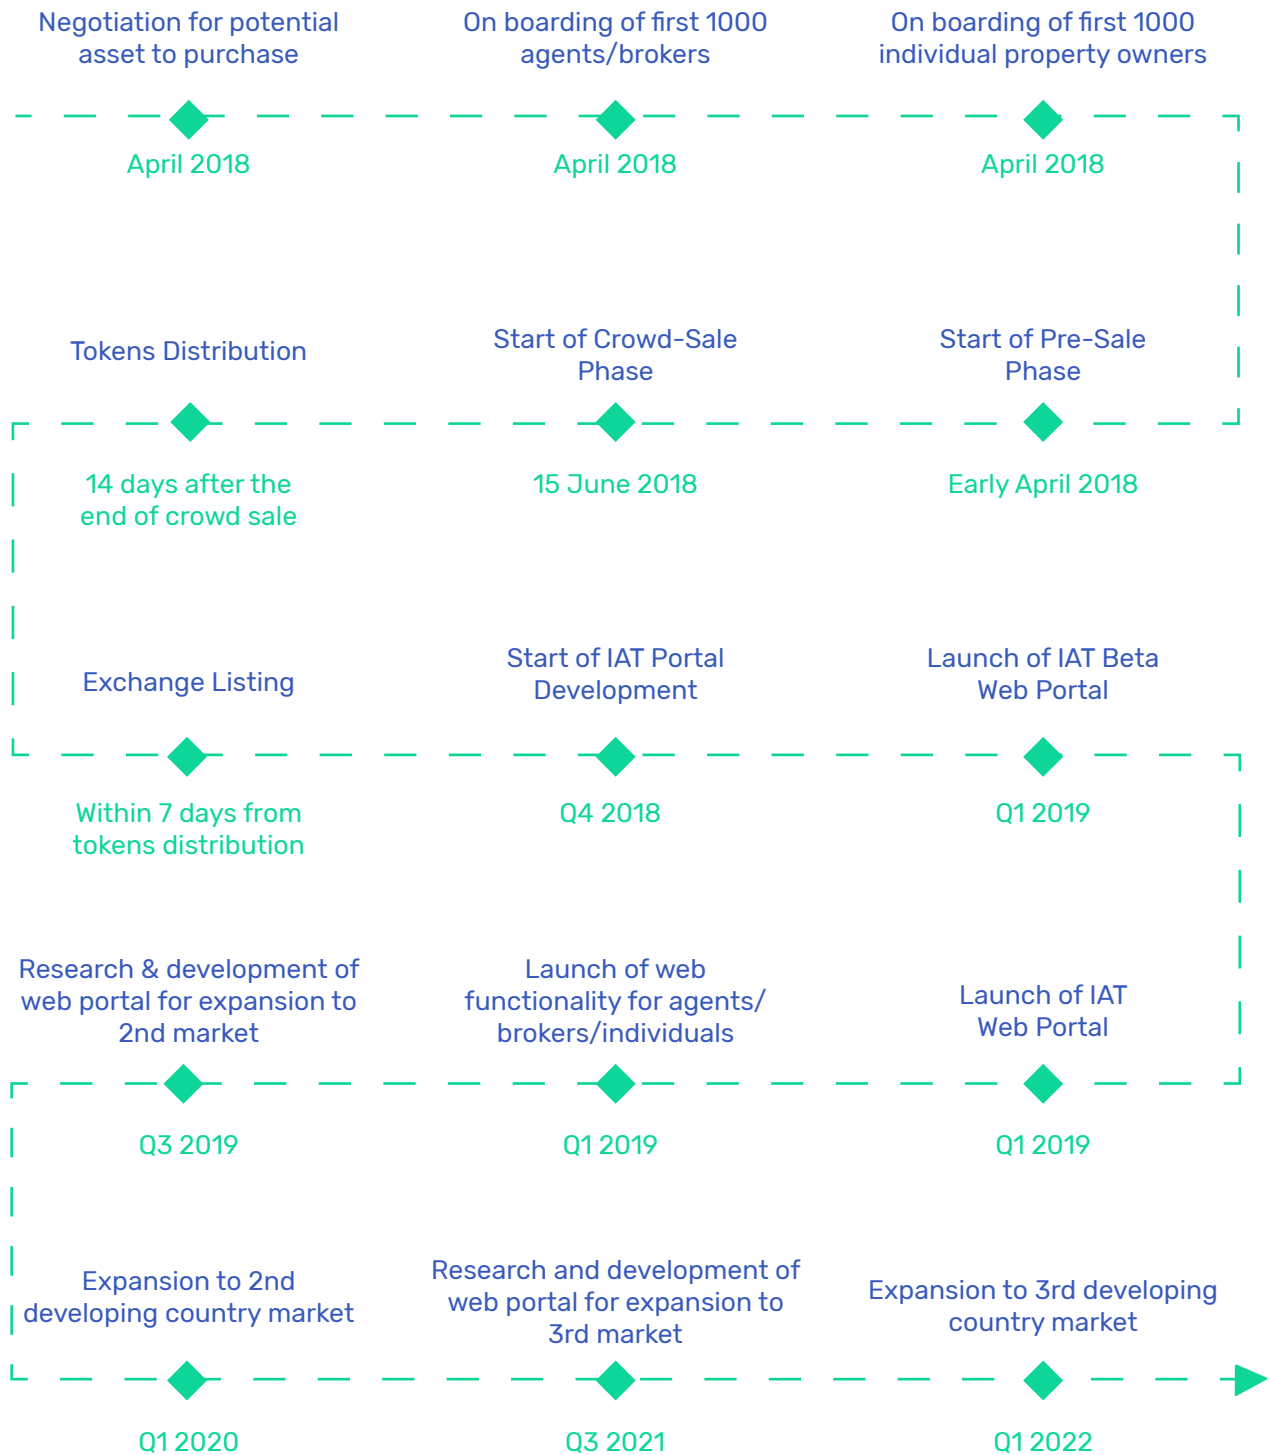 Negotiation for potential
asset to purchase
April 2018
On boarding of first 1000
agents/brokers
April 2018
On boarding of first 1000
individual property owners
April 2018
Start of Pre-Sale
Phase
Early April 2018
Start of Crowd-Sale
Phase
15 June 2018
Tokens Distribution
14 days after the
end of crowd sale
Exchange Listing
Within 7 days from
tokens distribution
Start of IAT Portal
Development
Q4 2018
Launch of IAT Beta
Web Portal
Q1 2019
Launch of IAT
Web Portal
Q1 2019
Launch of web
functionality for agents/
brokers/individuals
Q1 2019
Research & development of
web portal for expansion to
2nd market
Q3 2019
Expansion to 2nd
developing country market
Q1 2020
Research and development of
web portal for expansion to
3rd market
Q3 2021
Expansion to 3rd developing
country market
Q1 2022